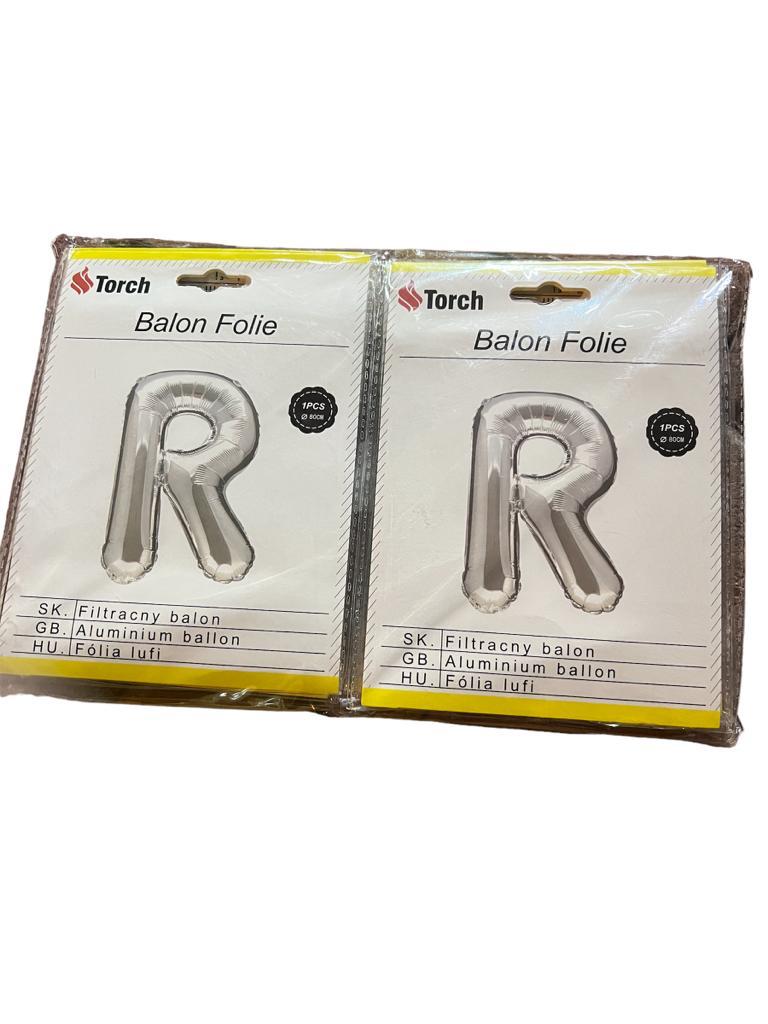 Torch
Balon Folie
R
1PCS
Ø 80CM
SK. Filtracny balon
GB. Aluminium ballon
HU. Fólia lufi
Torch
Balon Folie
R
1PCS
Ø 80CM
SK. Filtracny balon
GB. Aluminium ballon
HU. Fólia lufi